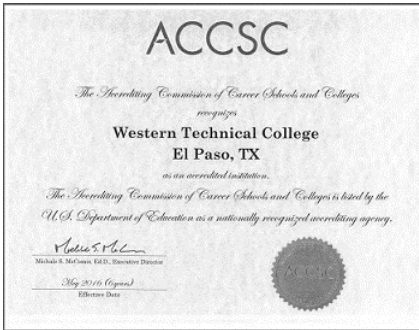 ACCSC
The Accrediting Commission of Career Schools and Colleges
recognizes
Western Technical College
El Paso, TX
as an accredited institution.
The Accrediting Commission of Career Schools and Colleges is listed by the
U.S. Department of Education as a nationally recognized accrediting agency.
Michale S. McComis, Ed.D., Executive Director
May 2016 (6years)
Effective Date
ACCSC